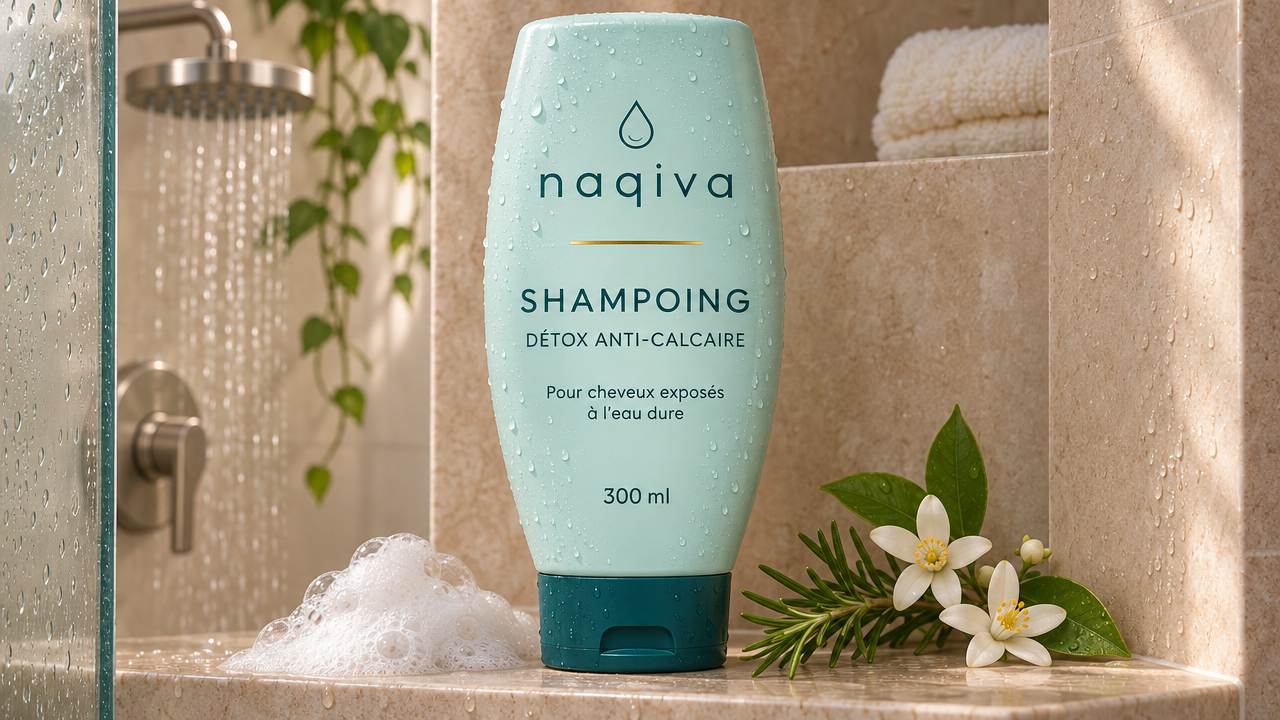 naqiva
SHAMPOING
DÉTOX ANTI-CALCAIRE
Pour cheveux exposés
à l'eau dure
300 ml